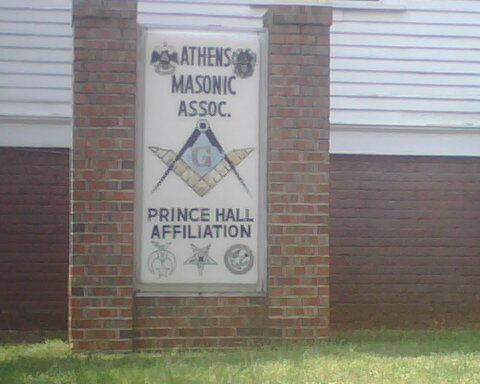 ATHENS
MASONIC
ASSOC.
G
PRINCE HALL
AFFILIATION